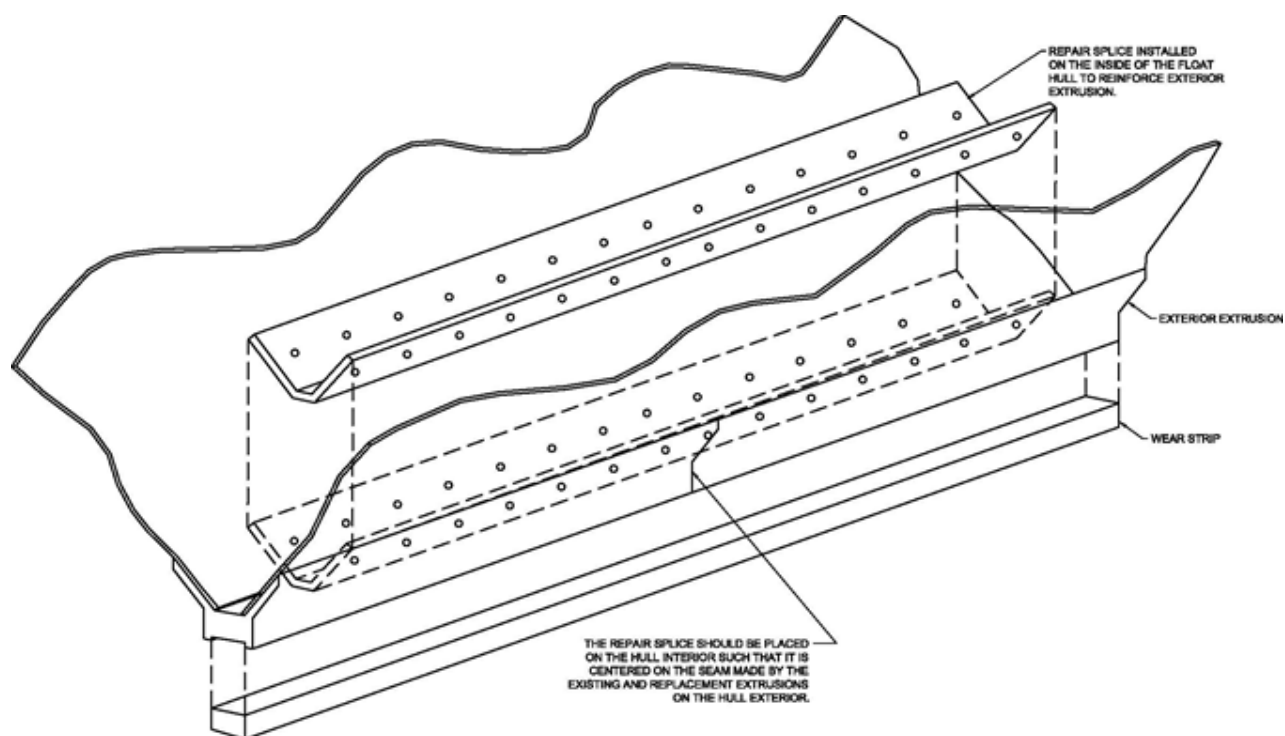 REPAIR SPLICE INSTALLED
ON THE INSIDE OF THE FLOAT
HULL TO REINFORCE EXTERIOR
EXTRUSION.
EXTERIOR EXTRUSION
WEAR STRIP
THE REPAIR SPLICE SHOULD BE PLACED
ON THE HULL INTERIOR SUCH THAT IT IS
CENTERED ON THE SEAM MADE BY THE
EXISTING AND REPLACEMENT EXTRUSIONS
ON THE HULL EXTERIOR.